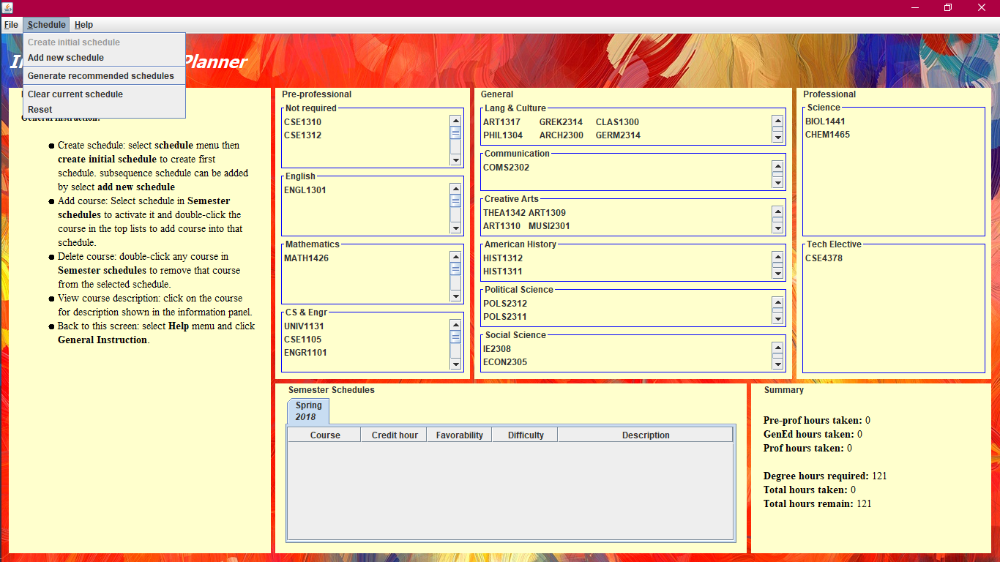 File Schedule Help
Create initial schedule
Add new schedule
Generate recommended schedules
Clear current schedule
Reset
Planner
General Instruction:
Create schedule: select schedule menu then
create initial schedule to create first
schedule. subsequence schedule can be added
by select add new schedule
Add course: Select schedule in Semester
schedules to activate it and double-click the
course in the top lists to add course into that
schedule.
Delete course: double-click any course in
Semester schedules to remove that course
from the selected schedule.
View course description: click on the course
for description shown in the information panel.
Back to this screen: select Help menu and click
General Instruction.
Pre-professional
Not required
CSE1310
CSE1312
English
ENGL1301
Mathematics
MATH1426
CS & Engr
UNIV1131
CSE1105
ENGR1101
General
Lang & Culture
ART1317 GREK2314 CLAS1300
PHIL1304 ARCH2300 GERM2314
Communication
COMS2302
Creative Arts
THEA1342 ART1309
ART1310 MUSI2301
American History
HIST1312
HIST1311
Political Science
POLS2312
POLS2311
Social Science
IE2308
ECON2305
Professional
Science
BIOL1441
CHEM1465
Tech Elective
CSE4378
Semester Schedules
Spring
2018
Course Credit hour Favorability Difficulty Description
Summary
Pre-prof hours taken: 0
GenEd hours taken: 0
Prof hours taken: 0
Degree hours required: 121
Total hours taken: 0
Total hours remain: 121